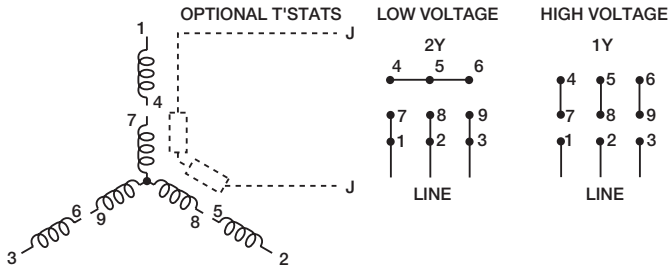 OPTIONAL T'STATS
J
J
1
4
7
6
9
3
8
5
2
LOW VOLTAGE
2Y
4 5 6
7 8 9
1 2 3
LINE
HIGH VOLTAGE
1Y
4 5 6
7 8 9
1 2 3
LINE